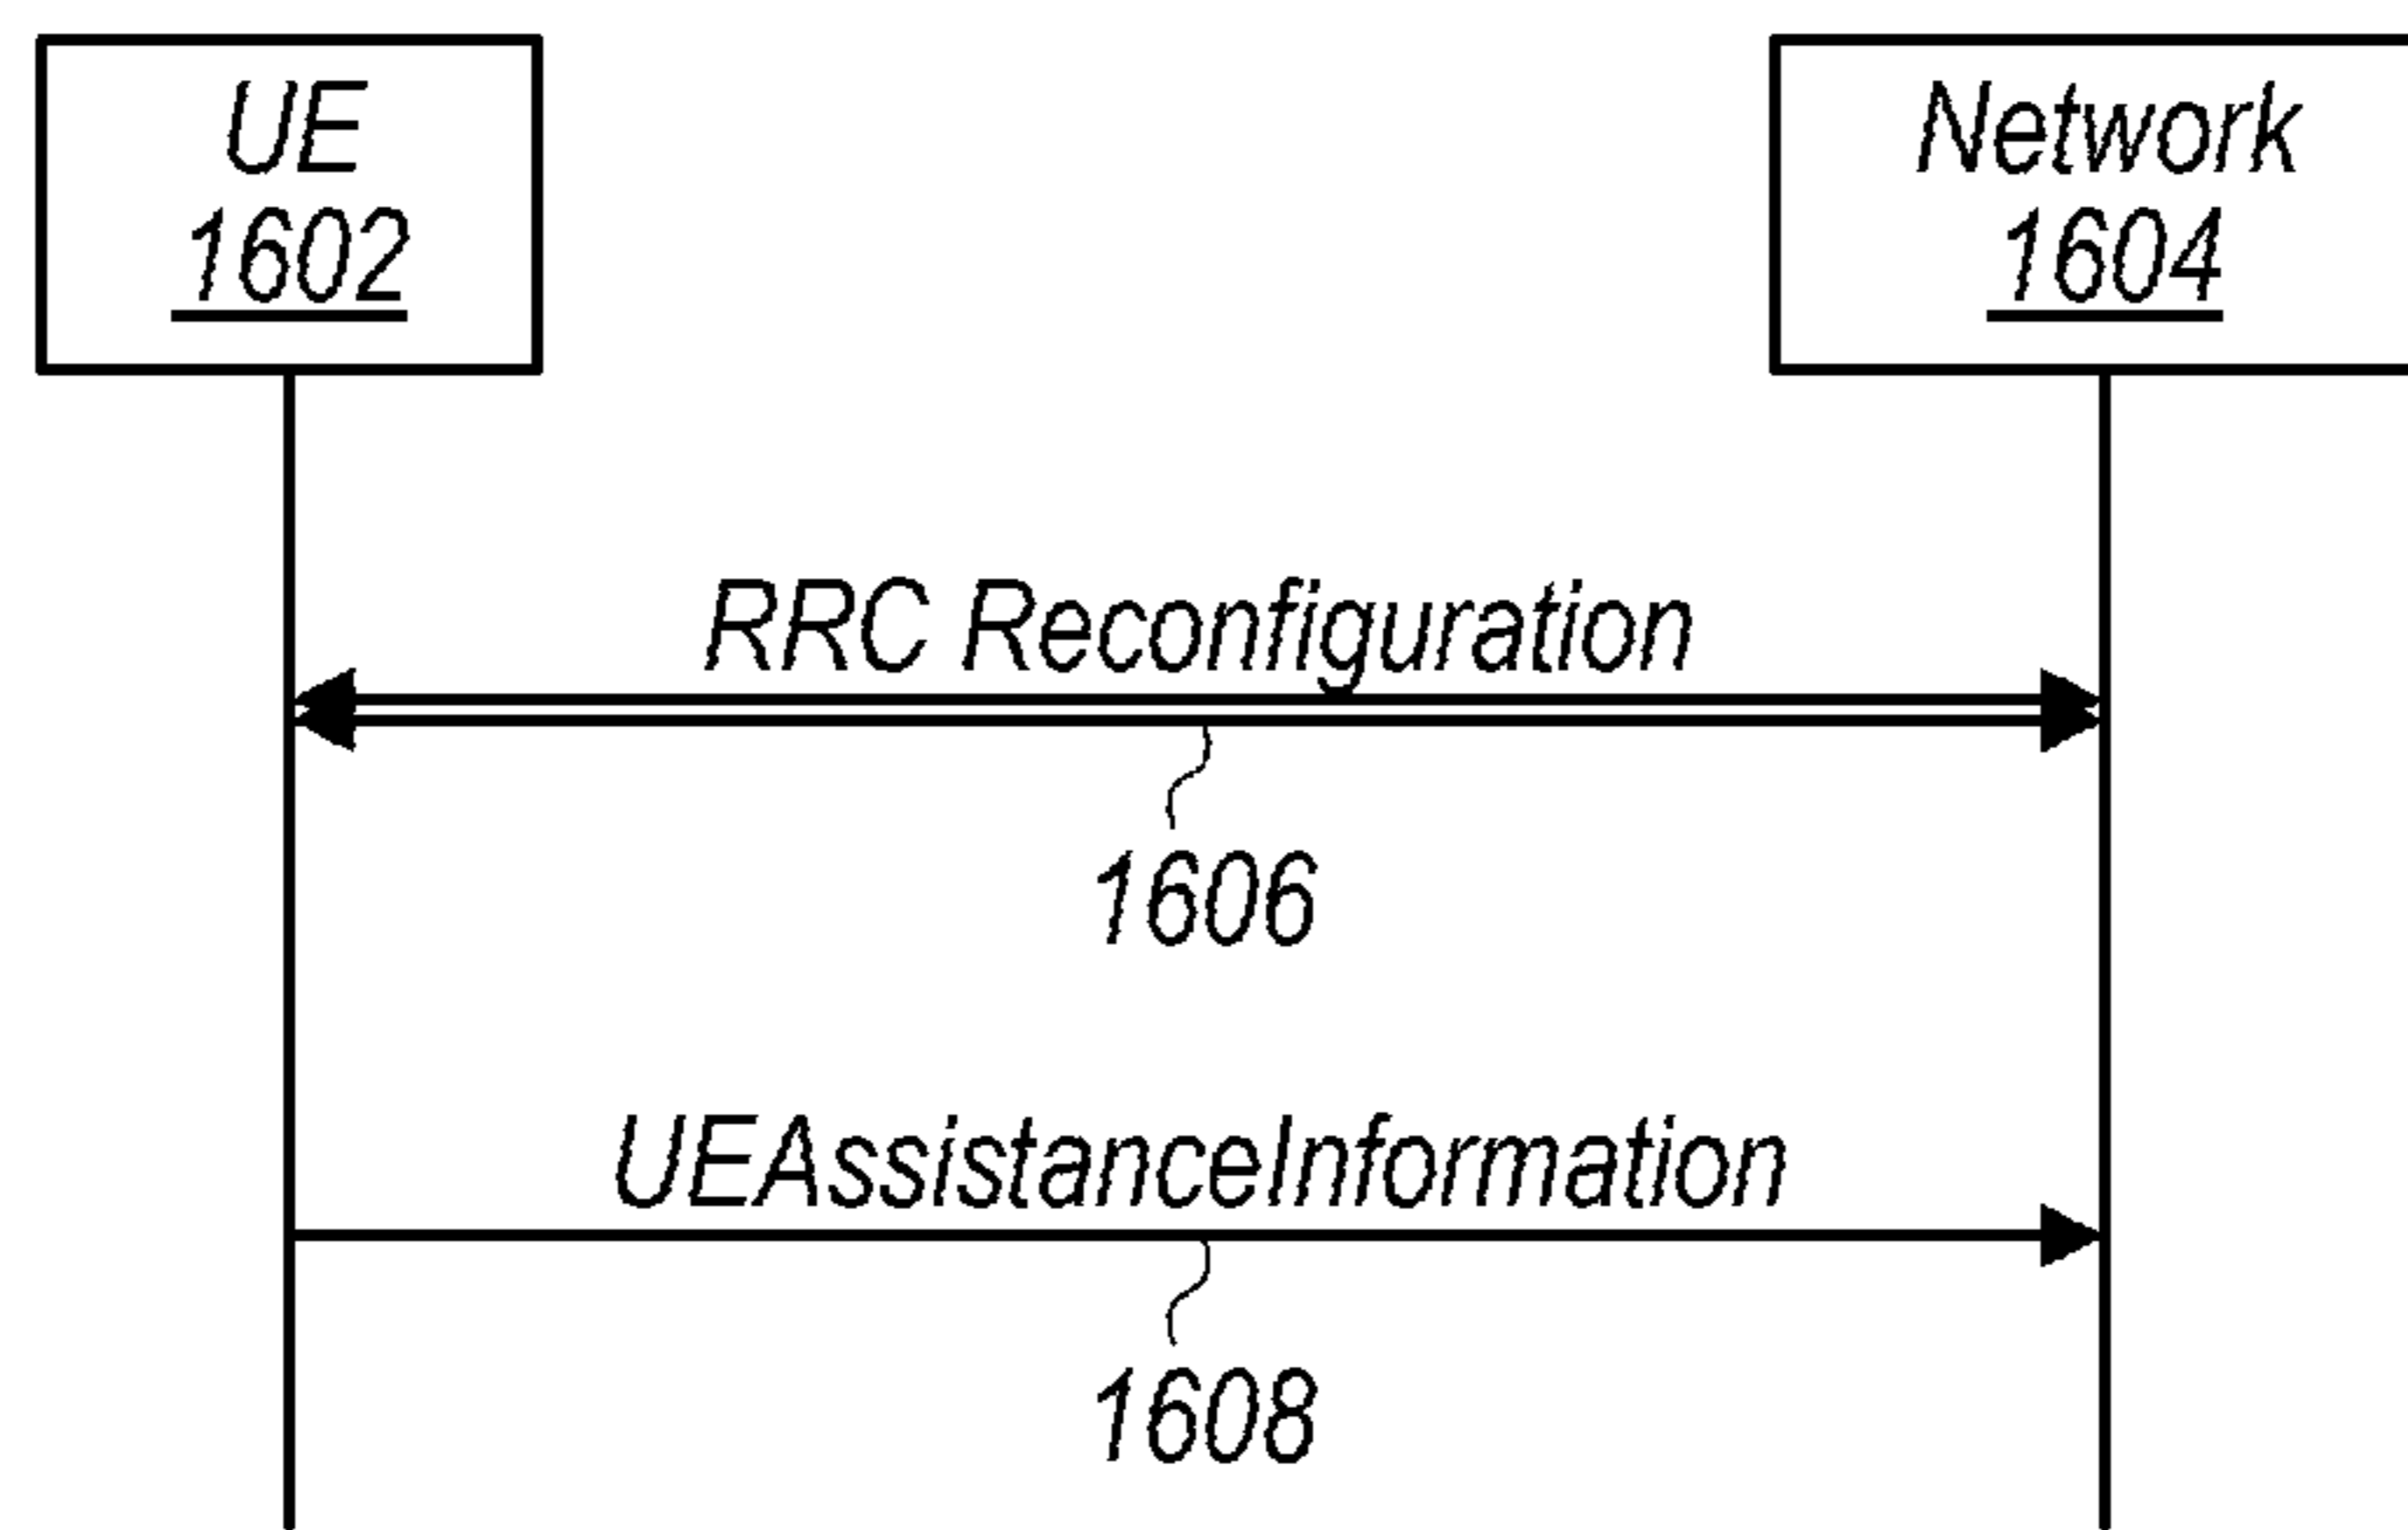 UE
1602
Network
1604
RRC Reconfiguration
1606
UEAssistanceInformation
1608